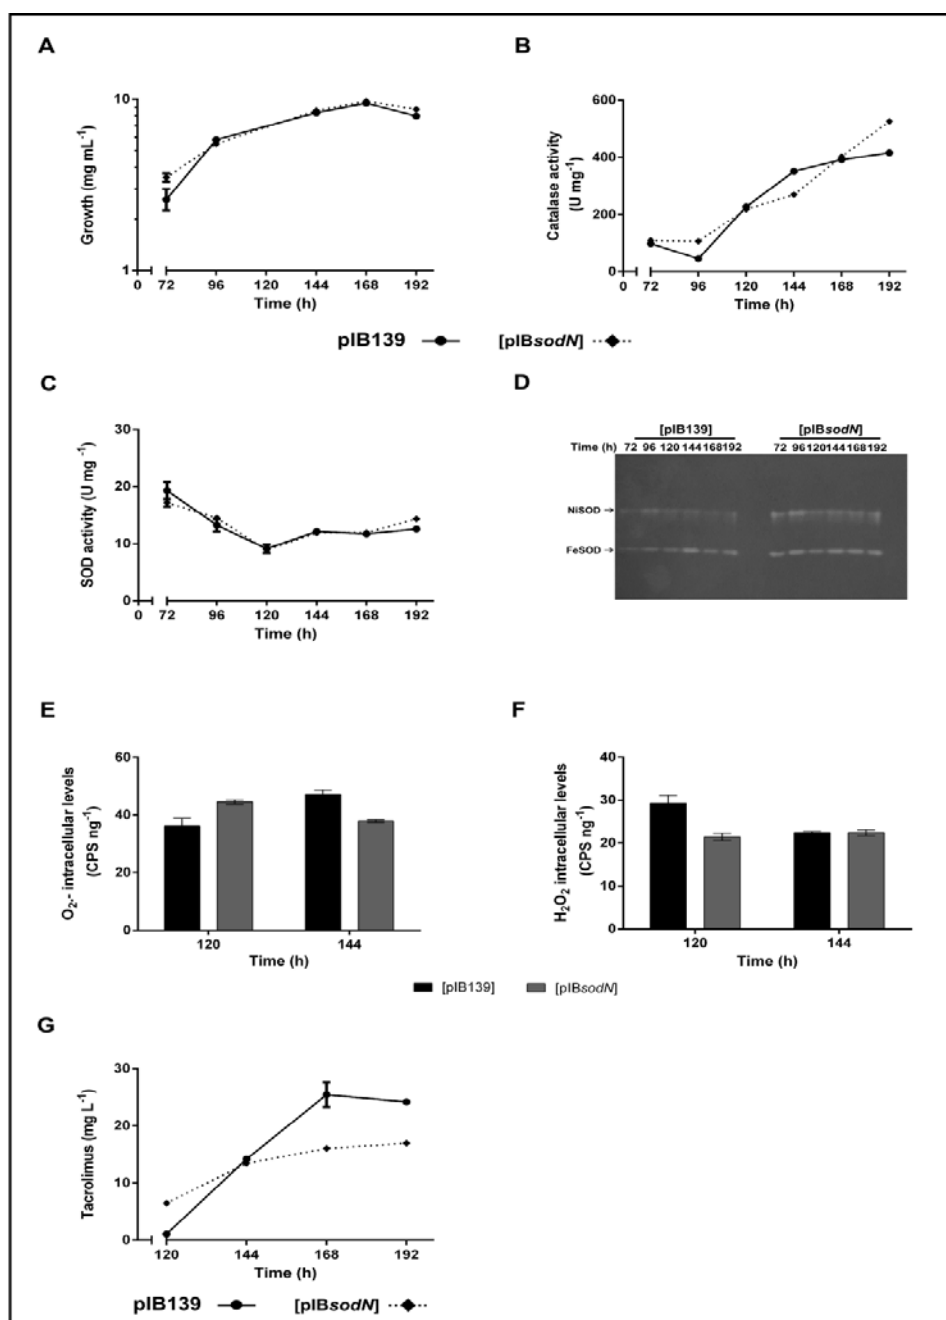 A
B
10
1
Growth (mg mL-1)
0 72 96 120 144 168 192
Time (h)
600
400
200
0
Catalase activity
(U mg-1)
0 72 96 120 144 168 192
Time (h)
pIB139 [pIBsodN]
C
D
30
20
10
0
SOD activity (U mg-1)
0 72 96 120 144 168 192
Time (h)
[pIB139] [pIBsodN]
Time (h) 72 96 120 144 168 192 72 96 120 144 168 192
NiSOD→
FeSOD→
E
F
60
40
20
0
O2.- intracellular levels
(CPS ng-1)
120 144
Time (h)
40
30
20
10
0
H2O2 intracellular levels
(CPS ng-1)
120 144
Time (h)
[pIB139] [pIBsodN]
G
30
20
10
0
Tacrolimus (mg L-1)
120 144 168 192
Time (h)
pIB139 [pIBsodN]